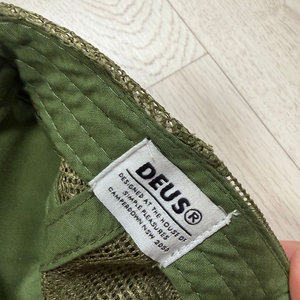 DEUS®
DESIGNED AT THE HOUSE OF
SIMPLE PLEASURES
CAMPERDOWN NSW 2050